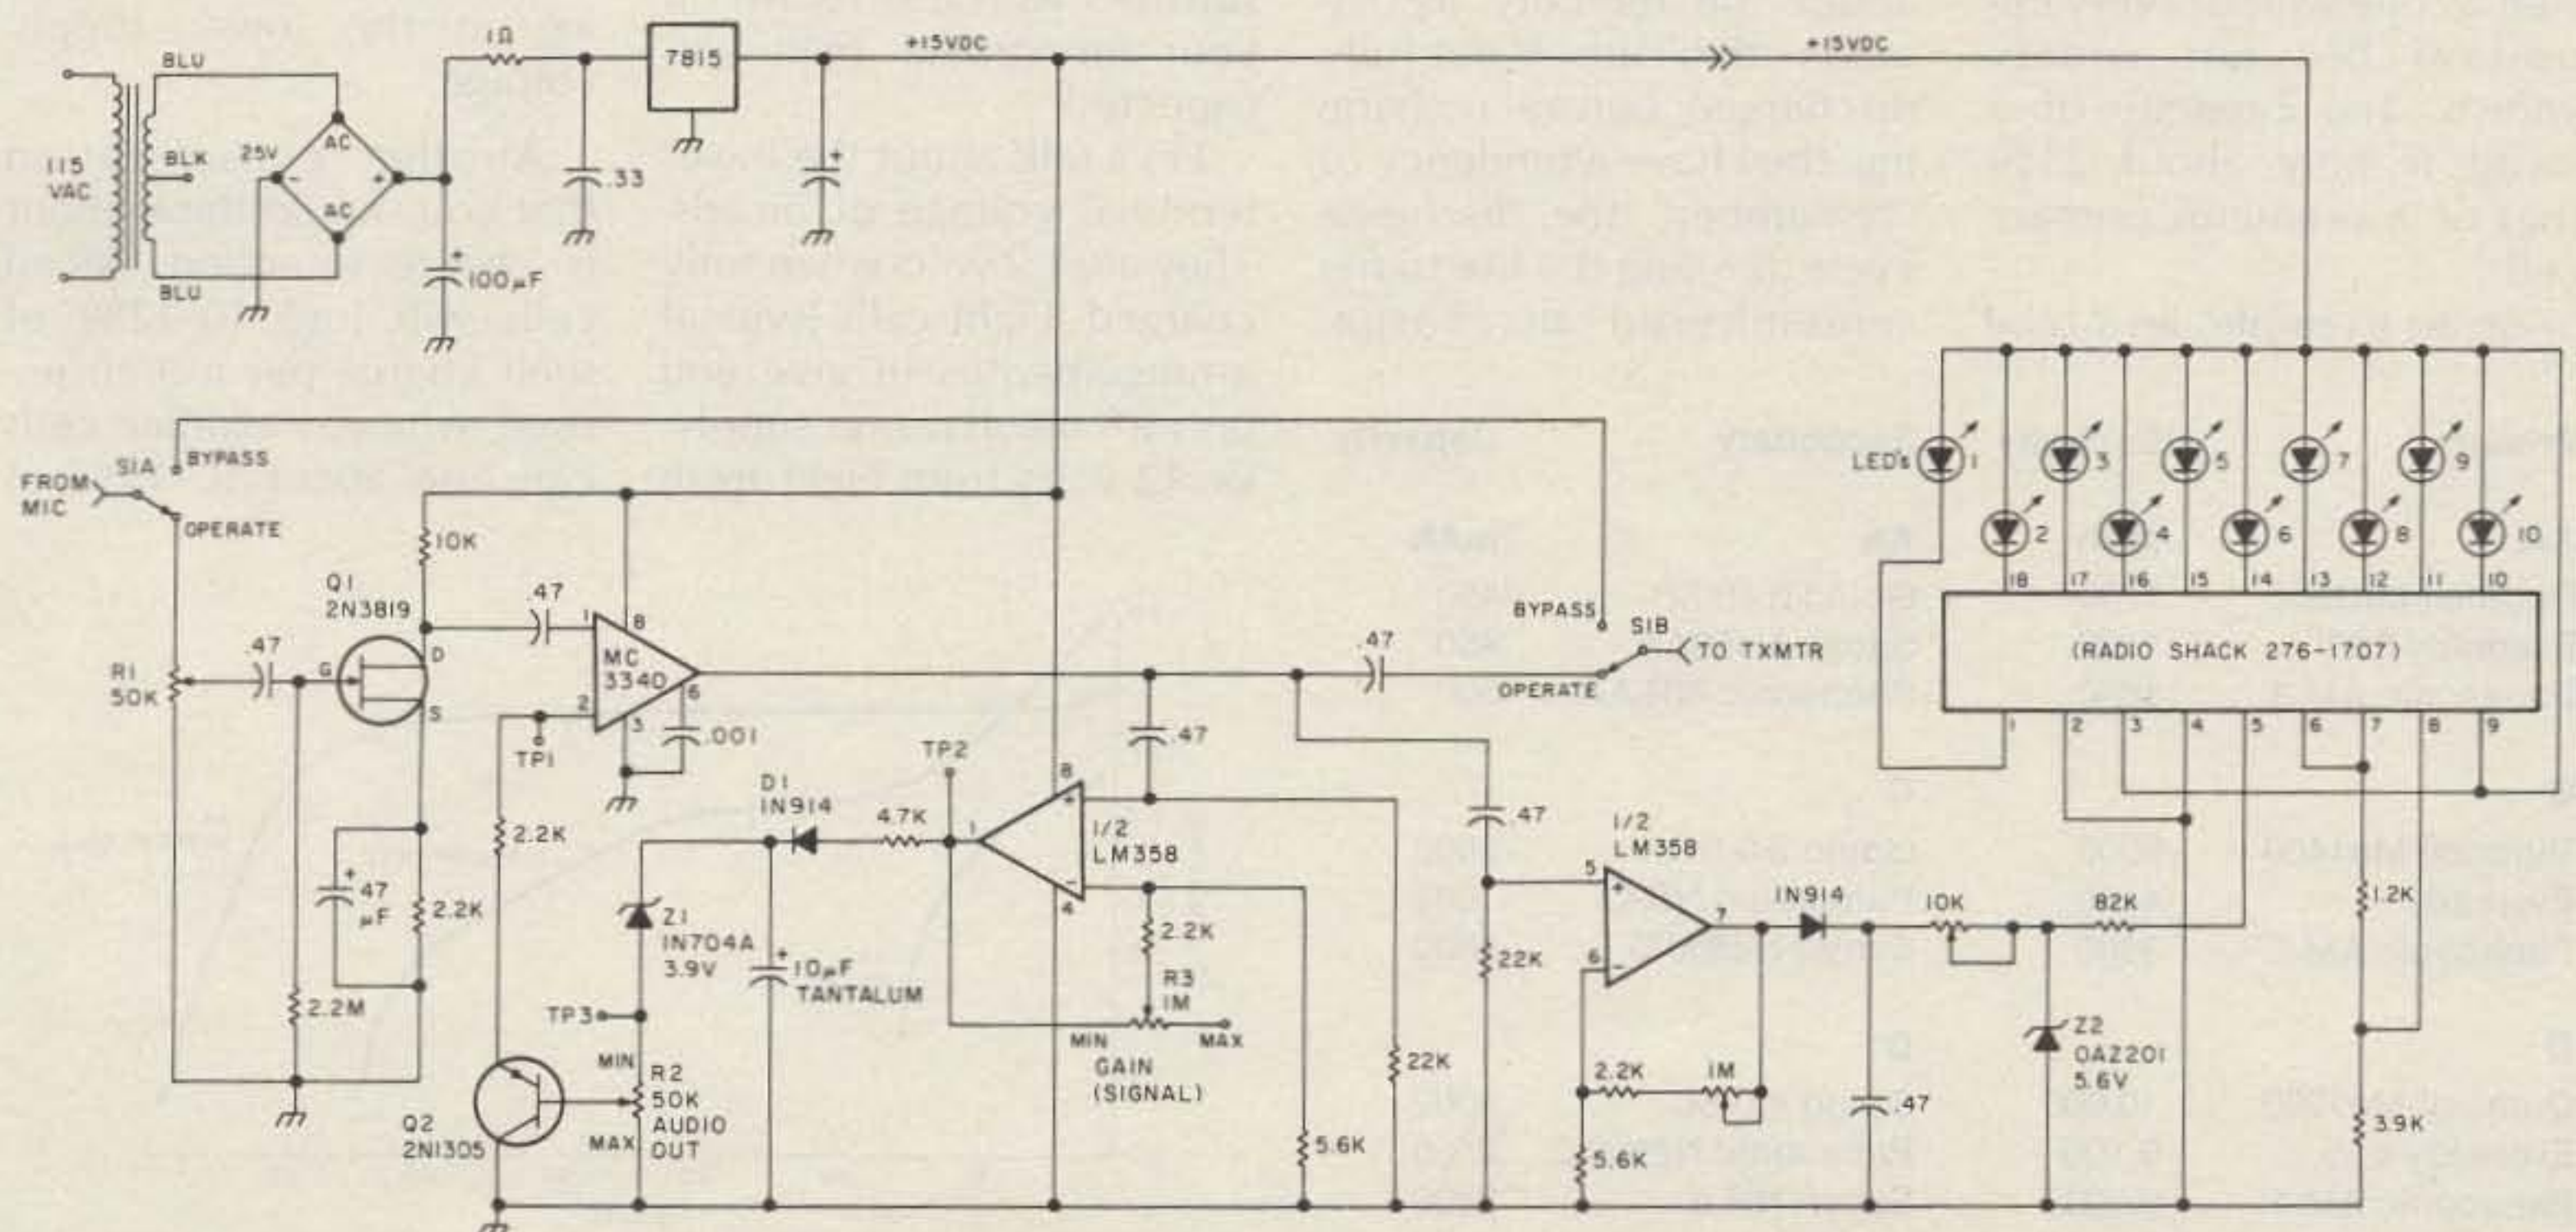 1Ω
7815
+15VDC
+15VDC
BLU
115
VAC
BLK
25V
AC
-
+
AC
BLU
.33
+
+
100µF
FROM
MIC
S1A
BYPASS
OPERATE
LED's
1
3
5
7
9
2
4
6
8
10
18
17
16
15
14
13
12
11
10
(RADIO SHACK 276-1707)
1
2
3
4
5
6
7
8
9
10K
Q1
2N3819
.47
R1
50K
.47
G
D
S
1
8
MC
3340
6
2
3
.001
TP1
BYPASS
S1B
TO TXMTR
OPERATE
.47
.47
TP2
8
+
1
1/2
LM358
-
4
D1
1N914
4.7K
2.2K
+
47
µF
2.2K
2.2M
Z1
1N704A
3.9V
+
10µF
TANTALUM
TP3
2.2K
R3
1M
MIN
MAX
GAIN
(SIGNAL)
22K
5.6K
MIN
R2
50K
AUDIO
OUT
MAX
Q2
2N1305
.47
22K
1/2
LM358
5
+
7
6
-
1N914
10K
82K
2.2K
1M
5.6K
.47
Z2
OAZ201
5.6V
1.2K
3.9K